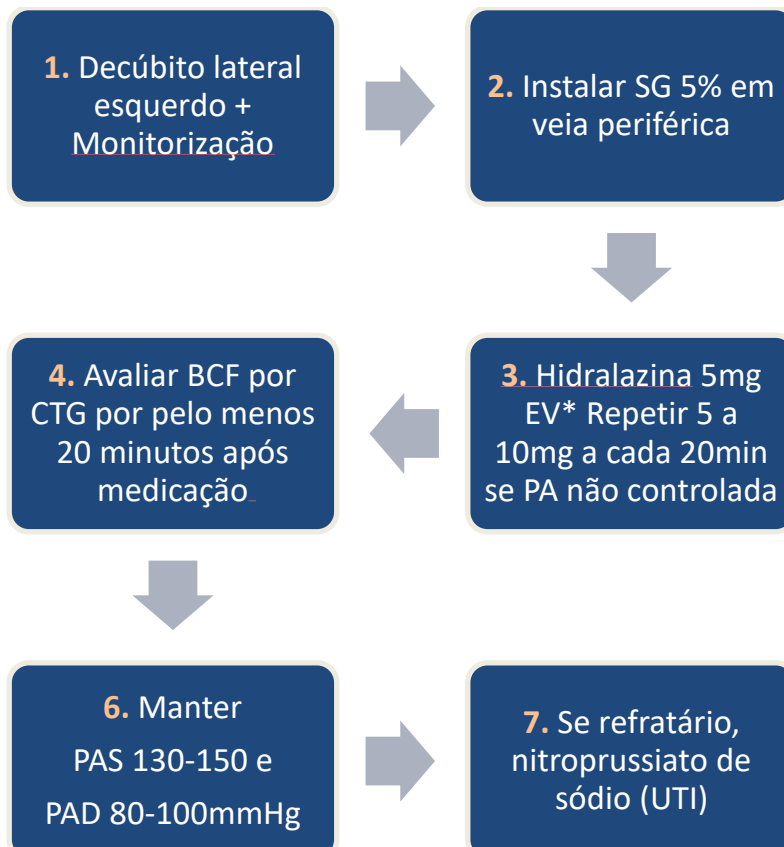 1. Decúbito lateral
esquerdo +
Monitorização
2. Instalar SG 5% em
veia periférica
3. Hidralazina 5mg
EV* Repetir 5 a
10mg a cada 20min
se PA não controlada
4. Avaliar BCF por
CTG por pelo menos
20 minutos após
medicação
6. Manter
PAS 130-150 e
PAD 80-100mmHg
7. Se refratário,
nitroprussiato de
sódio (UTI)